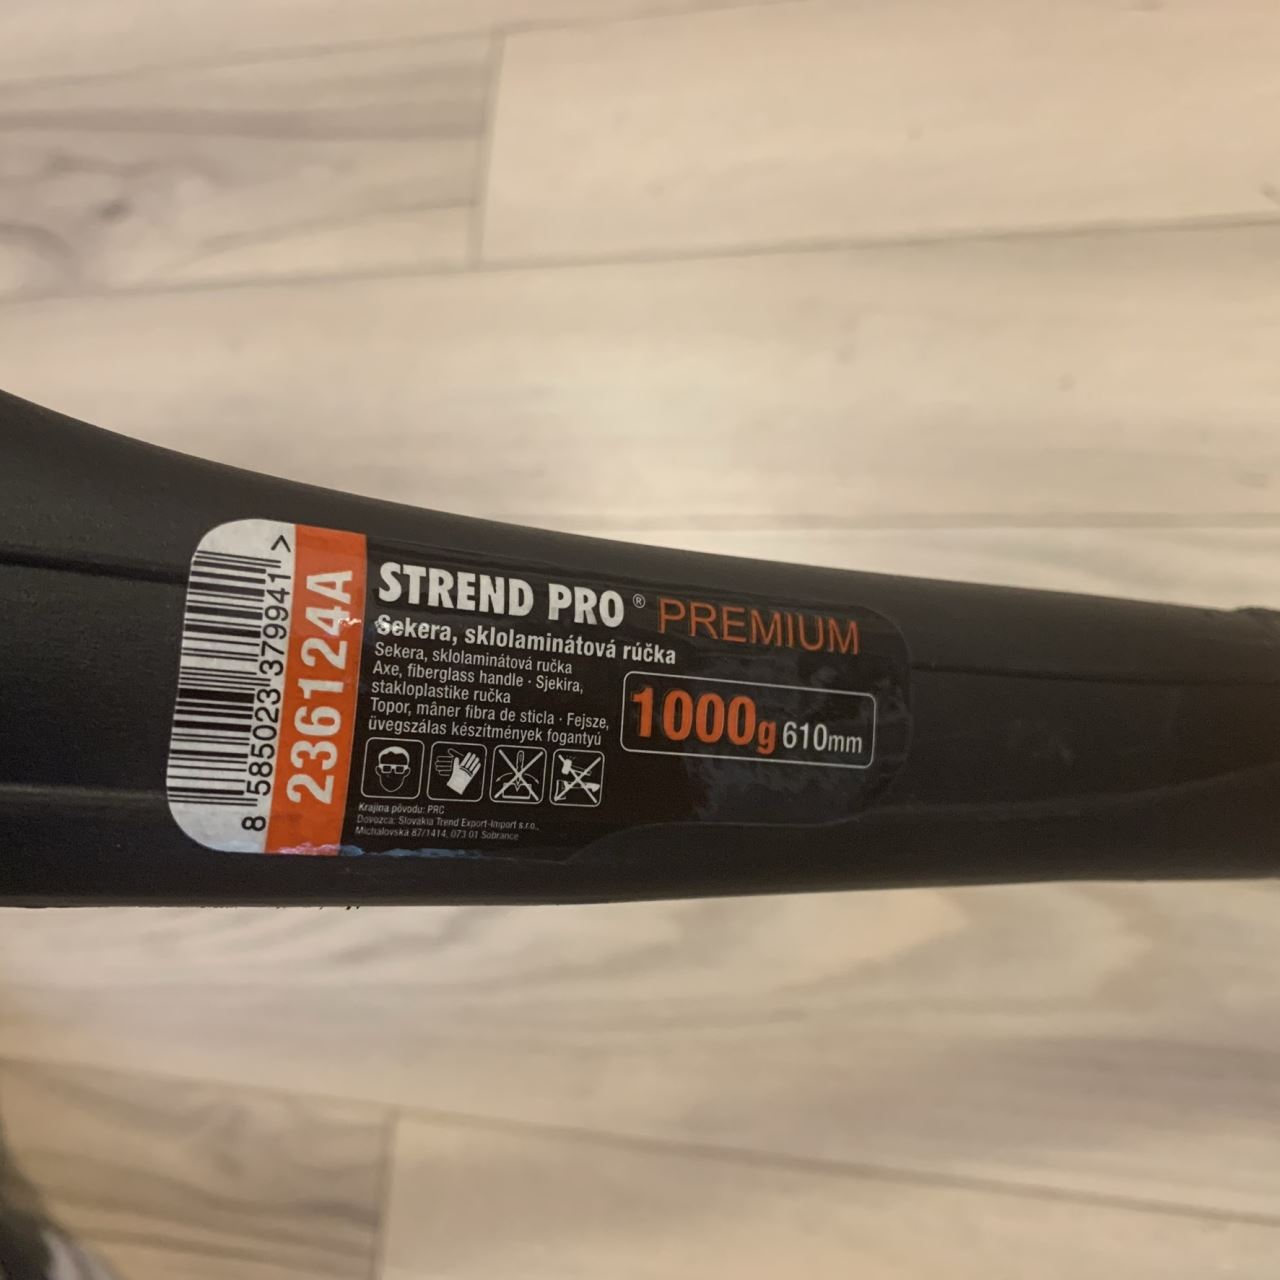 8 585023 379941 >
236124A
STREND PRO® PREMIUM
Sekera, sklolaminátová rúčka
Sekera, sklolaminátová ručka
Axe, fiberglass handle · Sjekira,
stakloplastike ručka
Topor, mâner fibra de sticla · Fejsze,
üvegszálas készítmények fogantyú
1000g 610mm
Krajina pôvodu: PRC
Dovozca: Slovakia Trend Export-Import s.r.o.,
Michalovská 87/1414, 073 01 Sobrance